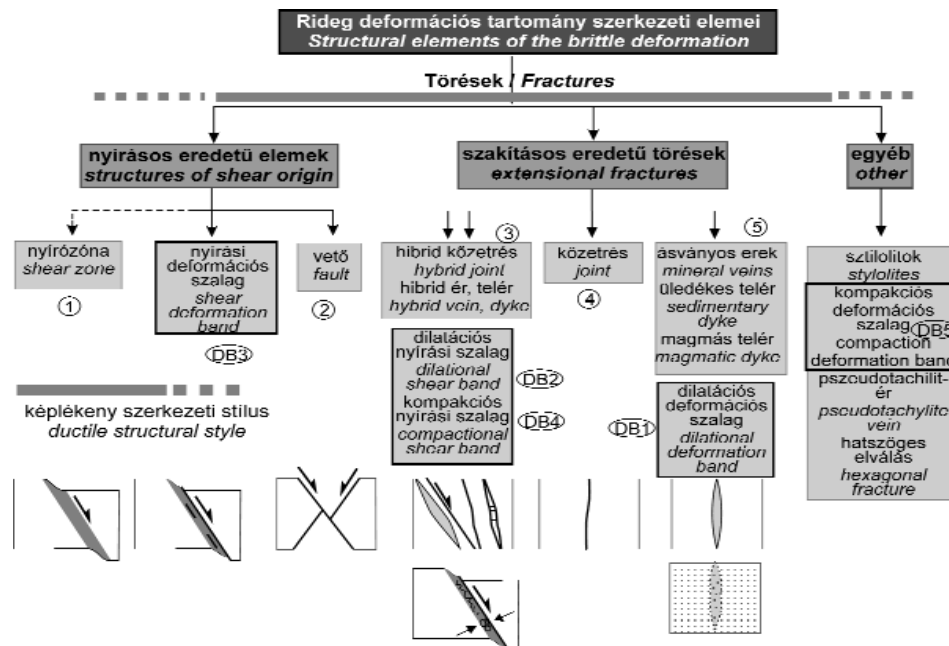 Rideg deformációs tartomány szerkezeti elemei
Structural elements of the brittle deformation
Törések / Fractures
nyírásos eredetű elemek
structures of shear origin
szakításos eredetű törések
extensional fractures
egyéb
other
nyírózóna
shear zone
1
nyírási
deformációs
szalag
shear
deformation
band
DB3
vető
fault
2
3
hibrid kőzetrés
hybrid joint
hibrid ér, telér
hybrid vein, dyke
dilatációs
nyírási szalag
dilational
shear band
kompakciós
nyírási szalag
compactional
shear band
DB2
DB4
közetrés
joint
4
5
ásványos erek
mineral veins
üledékes telér
sedimentary
dyke
magmás telér
magmatic dyke
DB1
dilatációs
deformációs
szalag
dilational
deformation
band
sztilolitok
stylolites
kompakciós
deformációs
szalag
compaction
deformation band
DB5
pszeudotachilit-
ér
pseudotachylite
vein
hatszöges
elválás
hexagonal
fracture
képlékeny szerkezeti stílus
ductile structural style